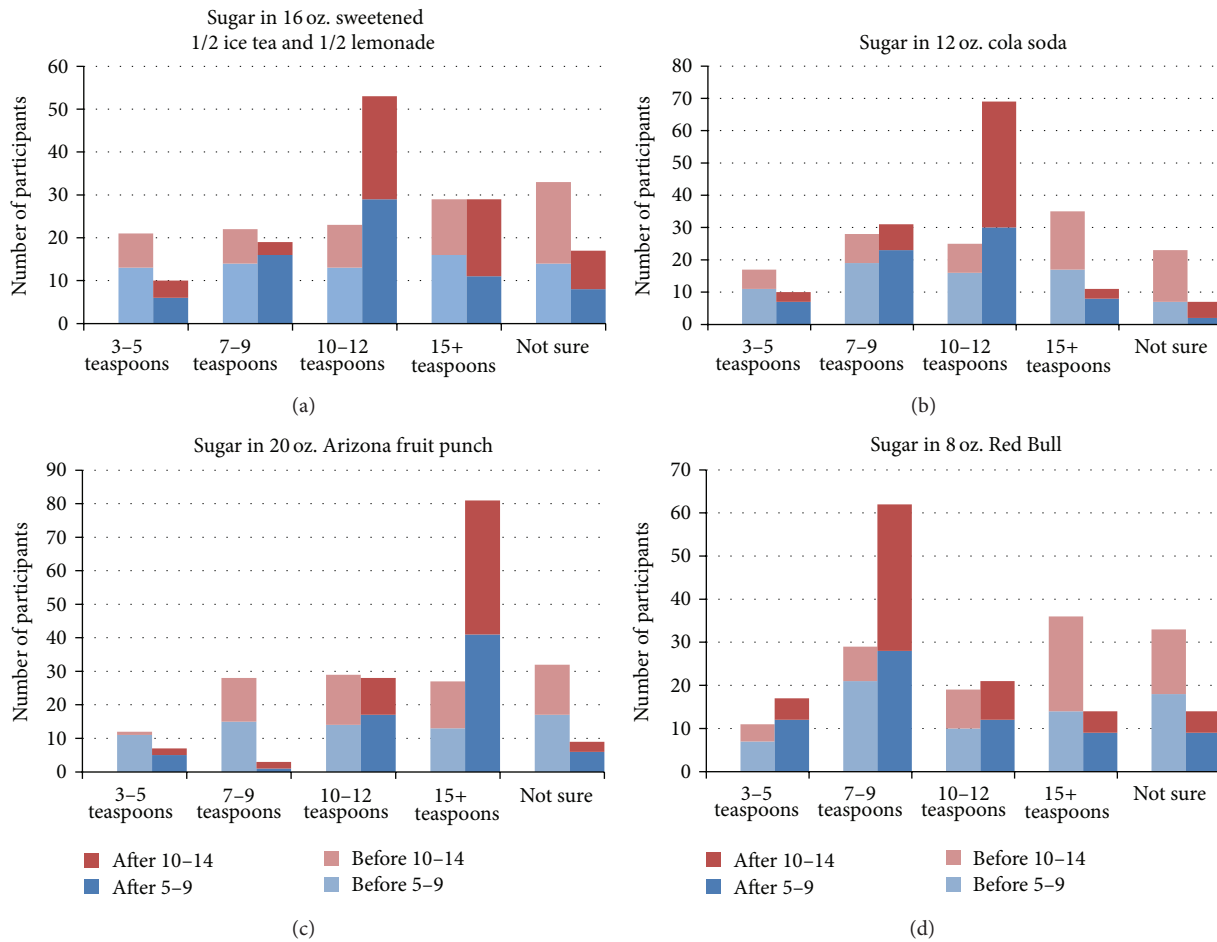 Sugar in 16 oz. sweetened
1/2 ice tea and 1/2 lemonade
60
50
40
30
20
10
0
Number of participants
3–5
teaspoons
7–9
teaspoons
10–12
teaspoons
15+
teaspoons
Not sure
(a)
Sugar in 12 oz. cola soda
80
70
60
50
40
30
20
10
0
Number of participants
3–5
teaspoons
7–9
teaspoons
10–12
teaspoons
15+
teaspoons
Not sure
(b)
Sugar in 20 oz. Arizona fruit punch
90
80
70
60
50
40
30
20
10
0
Number of participants
3–5
teaspoons
7–9
teaspoons
10–12
teaspoons
15+
teaspoons
Not sure
After 10–14
After 5–9
Before 10–14
Before 5–9
(c)
Sugar in 8 oz. Red Bull
70
60
50
40
30
20
10
0
Number of participants
3–5
teaspoons
7–9
teaspoons
10–12
teaspoons
15+
teaspoons
Not sure
After 10–14
After 5–9
Before 10–14
Before 5–9
(d)